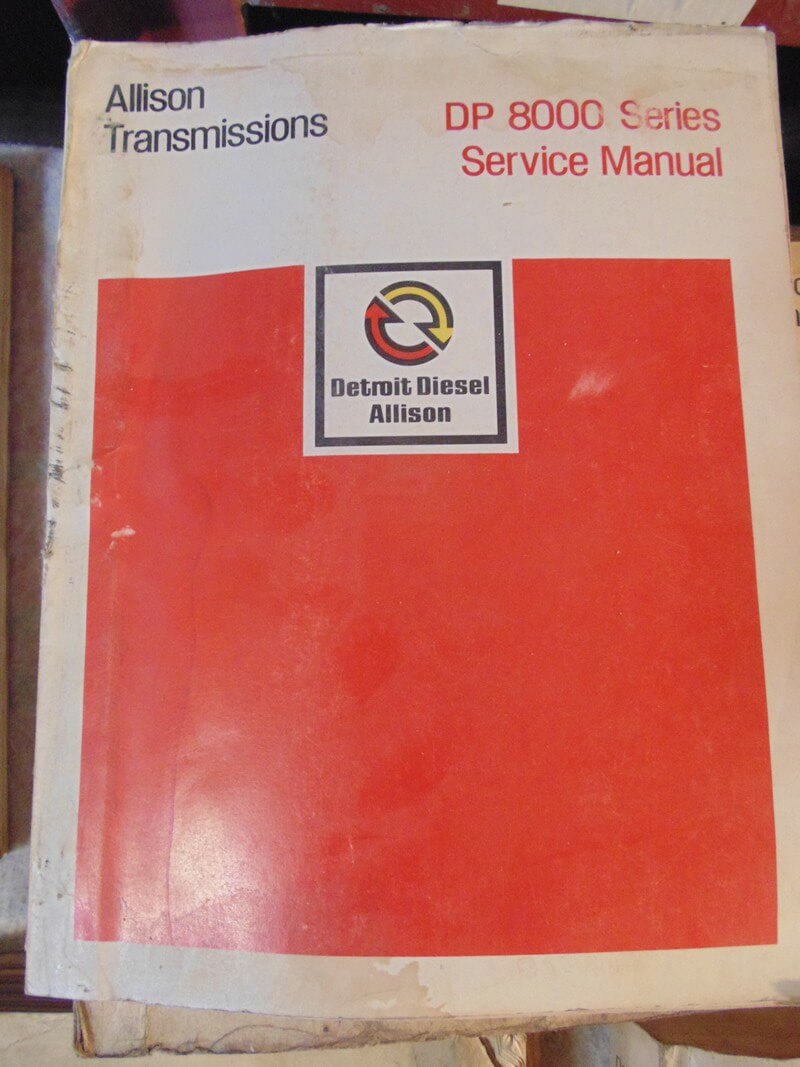 Allison
Transmissions
DP 8000 Series
Service Manual
Detroit Diesel
Allison